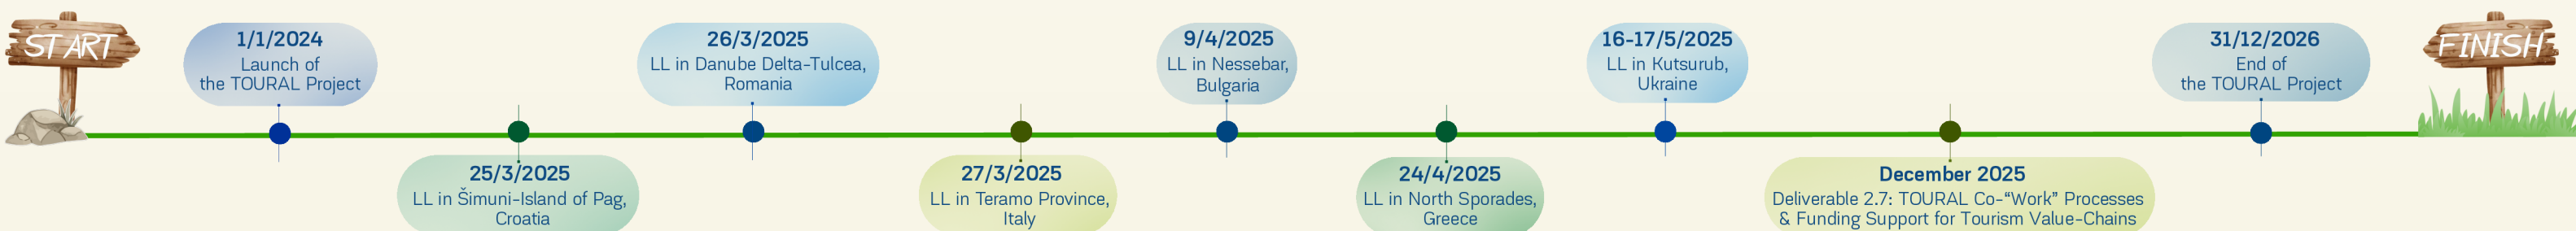 START
1/1/2024
Launch of
the TOURAL Project
25/3/2025
LL in Šimuni-Island of Pag,
Croatia
26/3/2025
LL in Danube Delta-Tulcea,
Romania
27/3/2025
LL in Teramo Province,
Italy
9/4/2025
LL in Nessebar,
Bulgaria
24/4/2025
LL in North Sporades,
Greece
16-17/5/2025
LL in Kutsurub,
Ukraine
December 2025
Deliverable 2.7: TOURAL Co-“Work” Processes
& Funding Support for Tourism Value-Chains
31/12/2026
End of
the TOURAL Project
FINISH